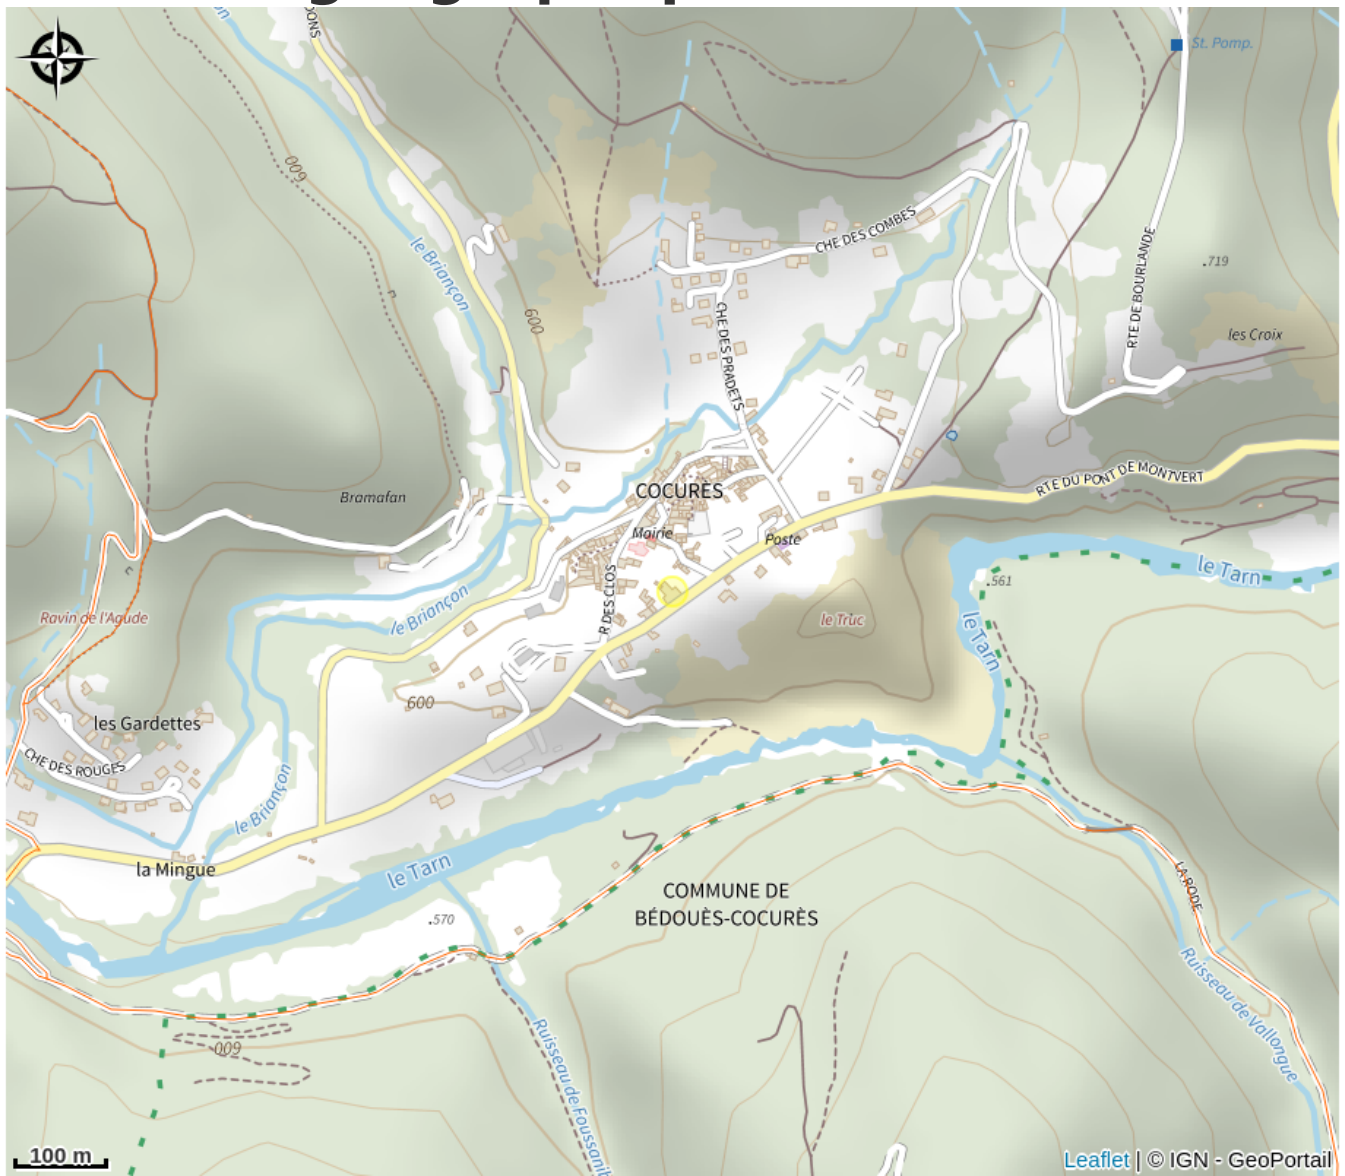 DONS
St. Pomp.
600
CHE DES COMBES
le Briançon
RTE DE BOURLANDE
.719
600
les Croix
CHE DES PRADETS
COCURÈS
Bramafan
RTE DU PONT DE MONTVERT
Mairie
Poste
le Tarn
.561
R DES CLOS
le Briançon
Ravin de l'Agude
le Truc
le Tarn
600
les Gardettes
CHE DES ROUGES
le Briançon
la Mingue
le Tarn
LA RODE
COMMUNE DE
BÉDOUÈS-COCURÈS
.570
Ruisseau de Vallongue
600
Ruisseau de Foussanib
100 m
Leaflet | © IGN - GeoPortail